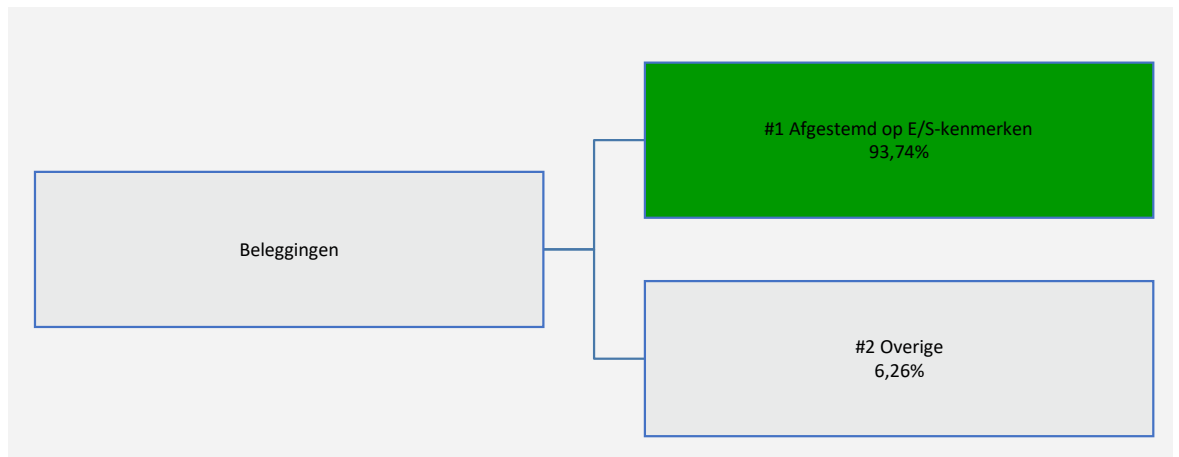 #1 Afgestemd op E/S-kenmerken
93,74%
Beleggingen
#2 Overige
6,26%